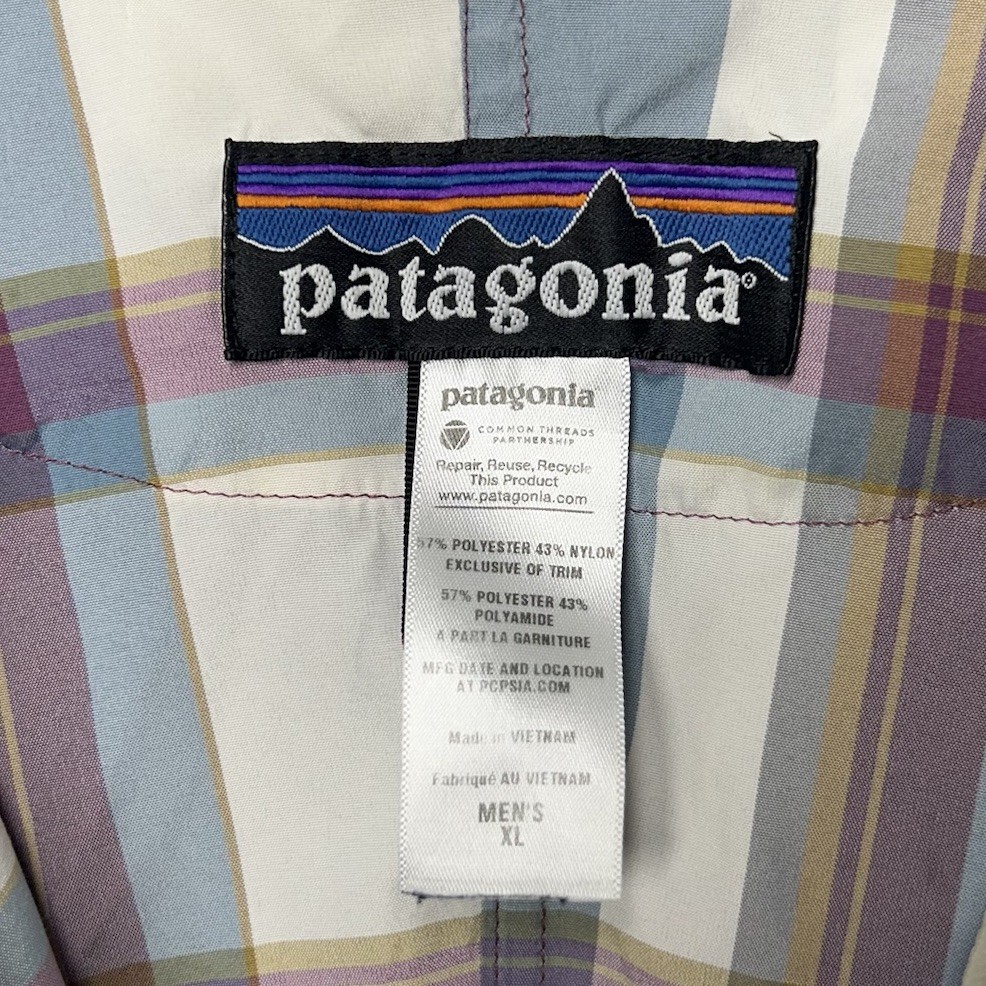 patagonia®
patagonia
COMMON THREADS
PARTNERSHIP
Repair, Reuse, Recycle
This Product
www.patagonia.com
57% POLYESTER 43% NYLON
EXCLUSIVE OF TRIM
57% POLYESTER 43%
POLYAMIDE
À PART LA GARNITURE
MFG DATE AND LOCATION
AT PCPSIA.COM
Made in VIETNAM
Fabriqué AU VIETNAM
MEN'S
XL